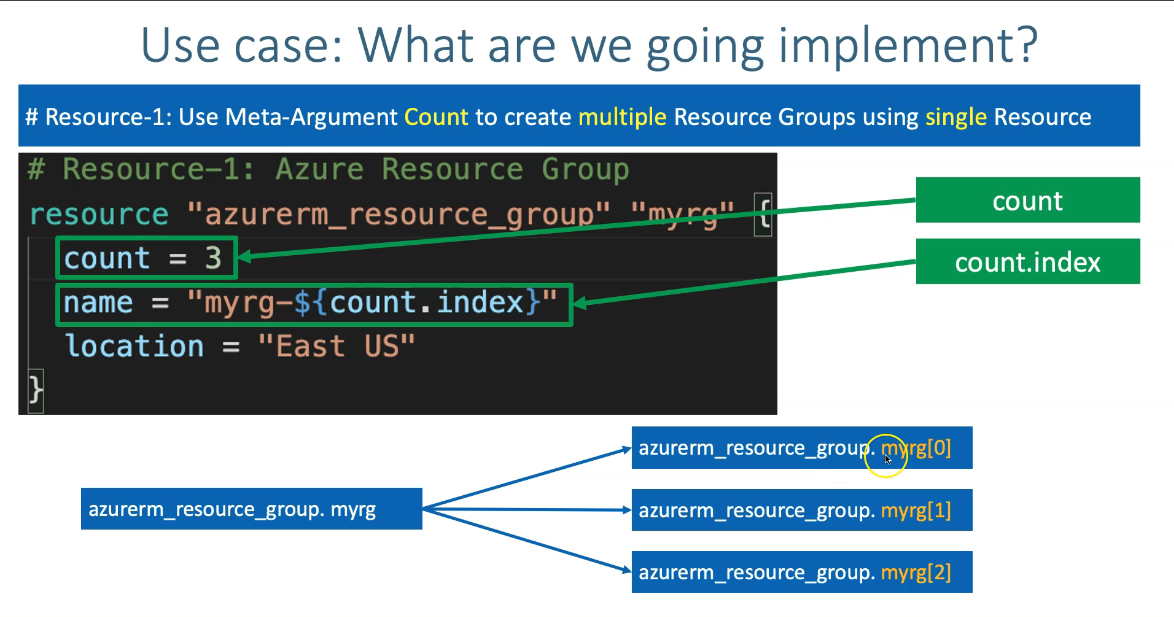 Use case: What are we going implement?
# Resource-1: Use Meta-Argument Count to create multiple Resource Groups using single Resource
# Resource-1: Azure Resource Group
resource "azurerm_resource_group" "myrg" {
count = 3
name = "myrg-${count.index}"
location = "East US"
}
count
count.index
azurerm_resource_group. myrg
azurerm_resource_group. myrg[0]
azurerm_resource_group. myrg[1]
azurerm_resource_group. myrg[2]